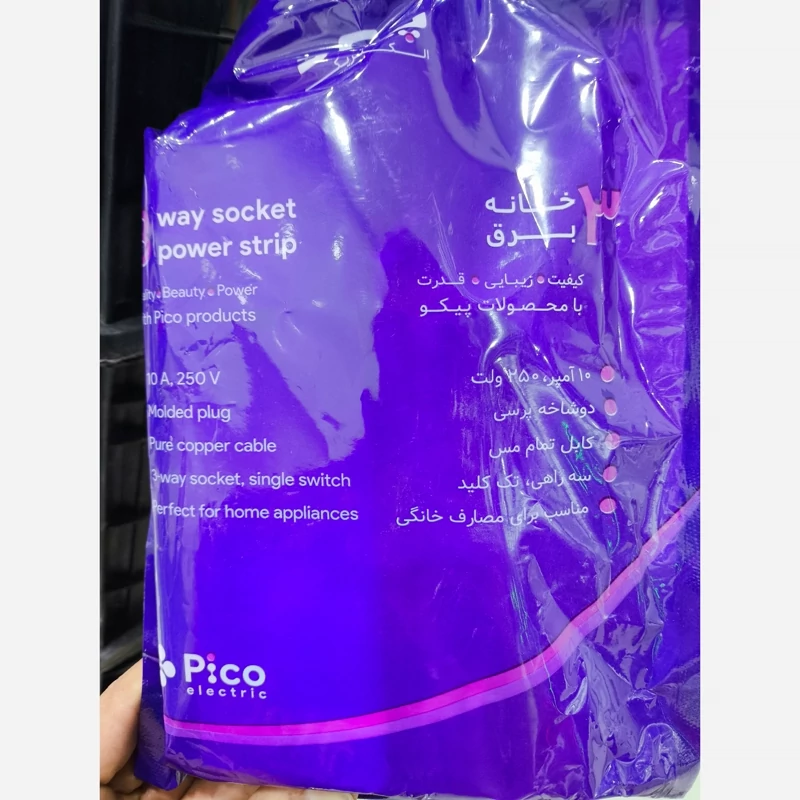 way socket
power strip
Beauty • Power
Pico products
10 A, 250 V
Molded plug
Pure copper cable
3-way socket, single switch
Perfect for home appliances
Pico
electric
۳ خانه
برق
کیفیت • زیبایی • قدرت
با محصولات پیکو
۱۰ آمپر، ۲۵۰ ولت
دوشاخه پرسی
کابل تمام مس
سه راهی، تک کلید
مناسب برای مصارف خانگی